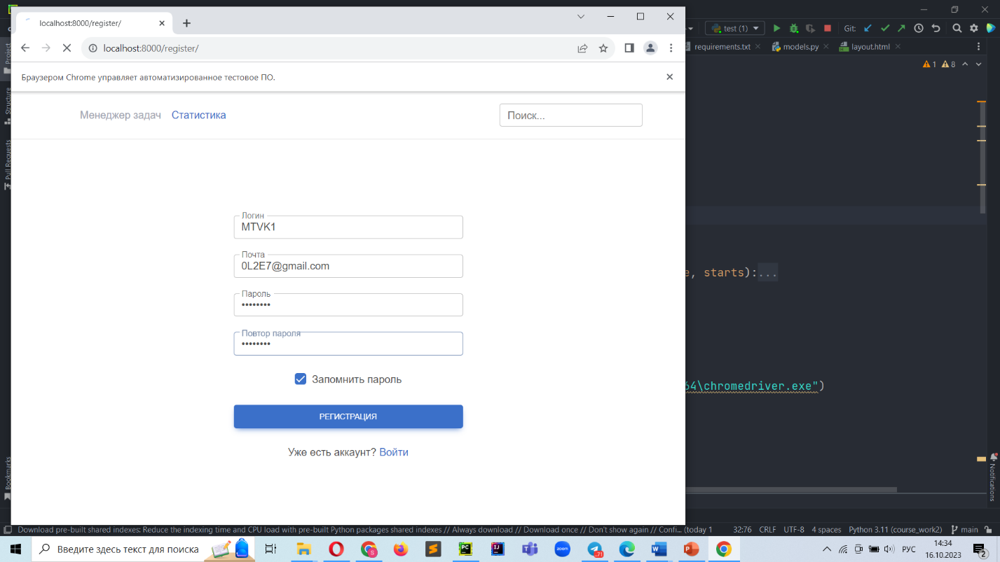 localhost:8000/register/
localhost:8000/register/
Браузером Chrome управляет автоматизированное тестовое ПО.
Менеджер задач Статистика
Поиск...
Логин
MTVK1
Почта
0L2E7@gmail.com
Пароль
••••••••
Повтор пароля
••••••••
Запомнить пароль
РЕГИСТРАЦИЯ
Уже есть аккаунт? Войти
test (1) Git:
requirements.txt models.py layout.html
1 8
, starts):...
64\chromedriver.exe")
Project
Structure
Pull Requests
Bookmarks
Notifications
Download pre-built shared indexes: Reduce the indexing time and CPU load with pre-built Python packages shared indexes // Always download // Download once // Don't show again // Confi... (today 1 32:76 CRLF UTF-8 4 spaces Python 3.11 (course_work2) main
Введите здесь текст для поиска
PC
IJ
zoom
71
РУС
14:34
16.10.2023
2